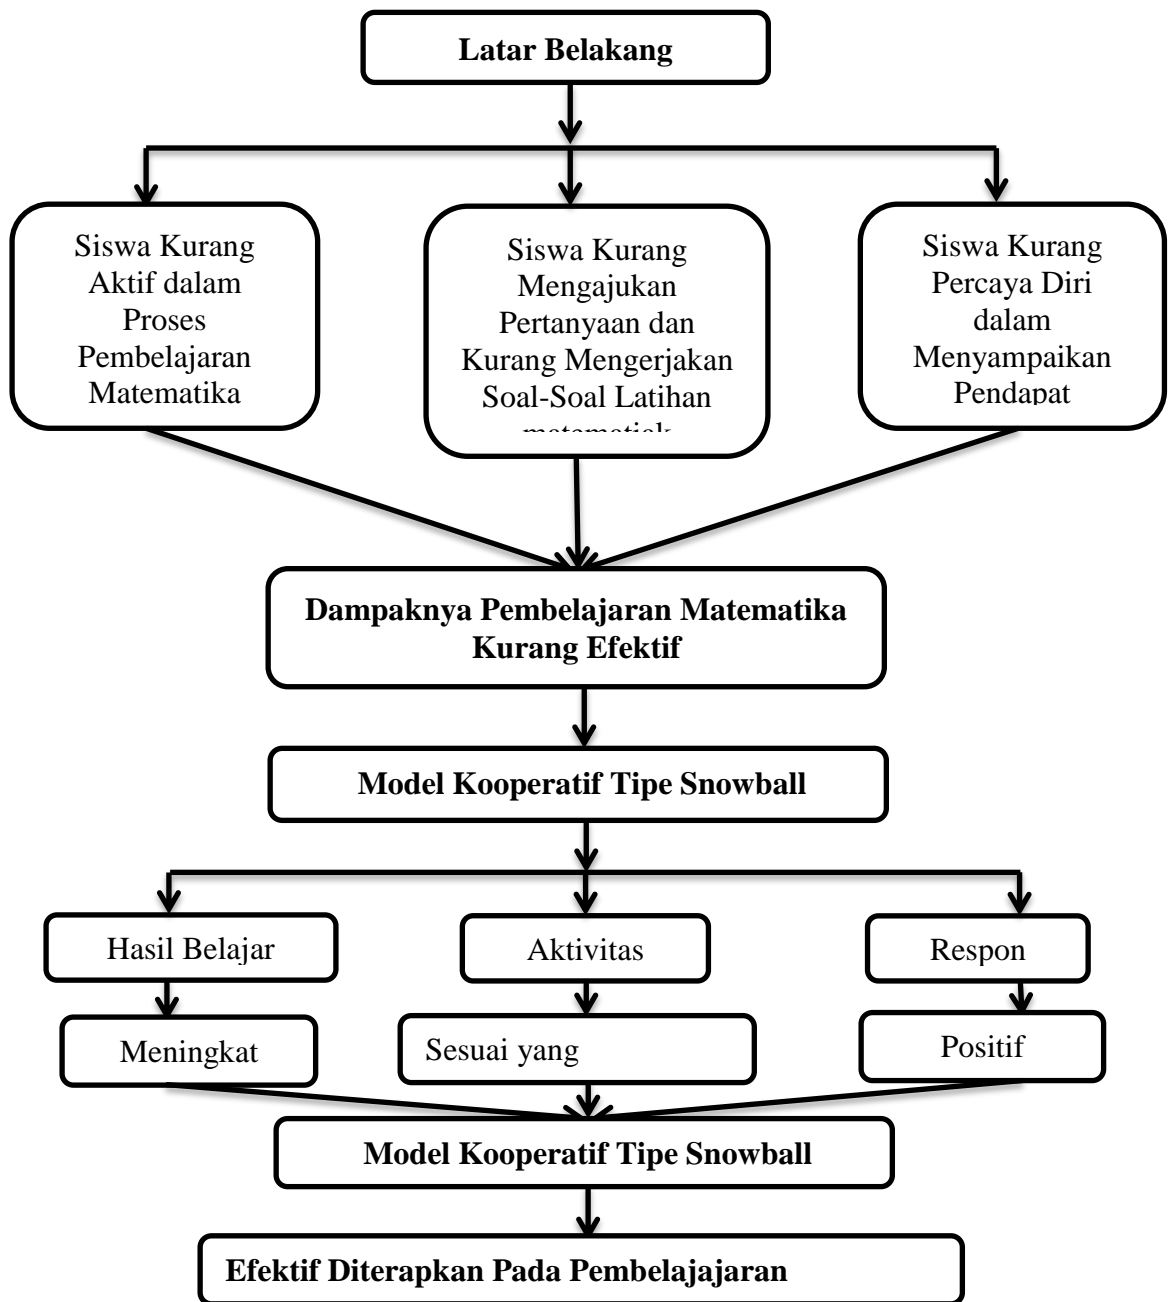 Latar Belakang
Siswa Kurang
Aktif dalam
Proses
Pembelajaran
Matematika
Siswa Kurang
Mengajukan
Pertanyaan dan
Kurang Mengerjakan
Soal-Soal Latihan
matematiak
Siswa Kurang
Percaya Diri
dalam
Menyampaikan
Pendapat
Dampaknya Pembelajaran Matematika
Kurang Efektif
Model Kooperatif Tipe Snowball
Hasil Belajar
Aktivitas
Respon
Meningkat
Sesuai yang
Positif
Model Kooperatif Tipe Snowball
Efektif Diterapkan Pada Pembelajajaran